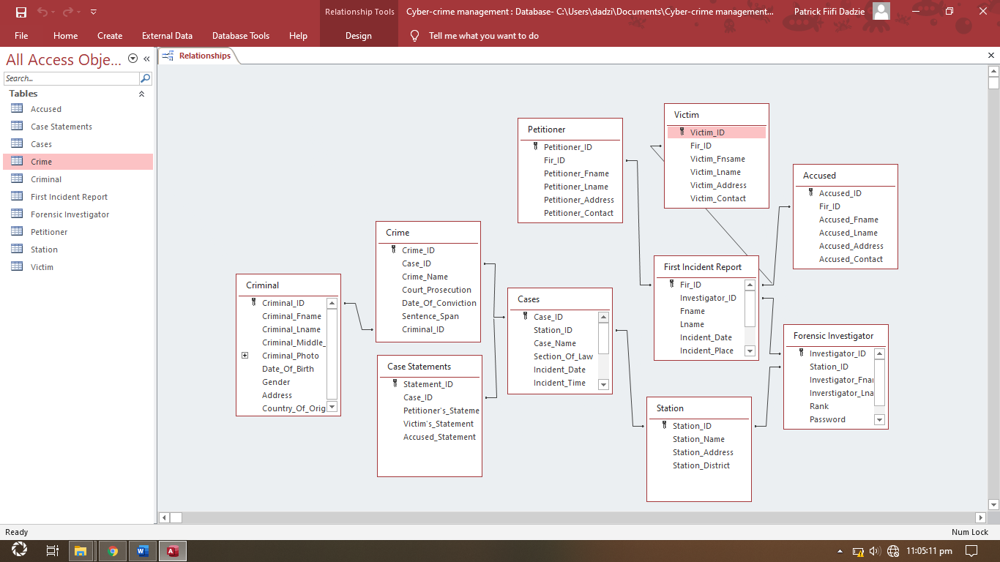 Relationship Tools
Cyber-crime management : Database- C:\Users\dadzi\Documents\Cyber-crime management...
Patrick Fiifi Dadzie
File Home Create External Data Database Tools Help Design Tell me what you want to do
All Access Obje...
Search...
Tables
Accused
Case Statements
Cases
Crime
Criminal
First Incident Report
Forensic Investigator
Petitioner
Station
Victim
Relationships
Victim
Victim_ID
Fir_ID
Victim_Fnsame
Victim_Lname
Victim_Address
Victim_Contact
Petitioner
Petitioner_ID
Fir_ID
Petitioner_Fname
Petitioner_Lname
Petitioner_Address
Petitioner_Contact
Accused
Accused_ID
Fir_ID
Accused_Fname
Accused_Lname
Accused_Address
Accused_Contact
Crime
Crime_ID
Case_ID
Crime_Name
Court_Prosecution
Date_Of_Conviction
Sentence_Span
Criminal_ID
First Incident Report
Fir_ID
Investigator_ID
Fname
Lname
Incident_Date
Incident_Place
Criminal
Criminal_ID
Criminal_Fname
Criminal_Lname
Criminal_Middle_
Criminal_Photo
Date_Of_Birth
Gender
Address
Country_Of_Orig
Cases
Case_ID
Station_ID
Case_Name
Section_Of_Law
Incident_Date
Incident_Time
Forensic Investigator
Investigator_ID
Station_ID
Investigator_Fnar
Inverstigator_Lna
Rank
Password
Case Statements
Statement_ID
Case_ID
Petitioner`s_Stateme
Victim`s_Statement
Accused_Statement
Station
Station_ID
Station_Name
Station_Address
Station_District
Ready
Num Lock
11:05:11 pm